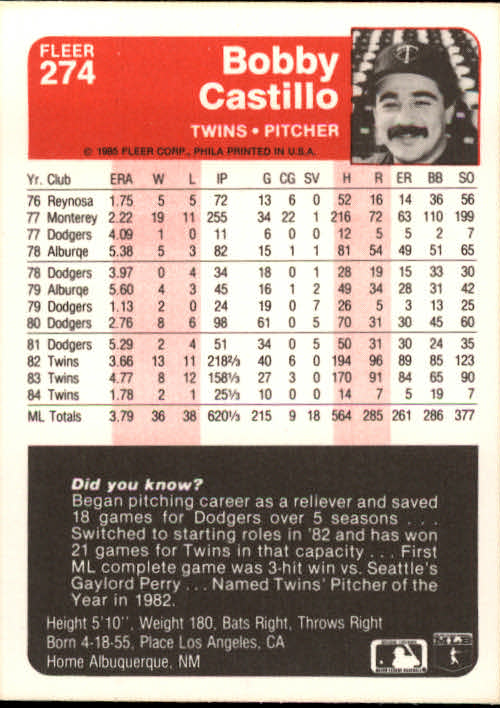 FLEER
274
Bobby
Castillo
TWINS • PITCHER
© 1985 FLEER CORP., PHILA PRINTED IN U.S.A.
Yr. Club ERA W L IP G CG SV H R ER BB SO
76 Reynosa 1.75 5 5 72 13 6 0 52 16 14 36 56
77 Monterey 2.22 19 11 255 34 22 1 216 72 63 110 199
77 Dodgers 4.09 1 0 11 6 0 0 12 5 5 2 7
78 Alburqe 5.38 5 3 82 15 1 1 81 54 49 51 65
78 Dodgers 3.97 0 4 34 18 0 1 28 19 15 33 30
79 Alburqe 5.60 4 3 45 16 1 2 49 34 28 31 42
79 Dodgers 1.13 2 0 24 19 0 7 26 5 3 13 25
80 Dodgers 2.76 8 6 98 61 0 5 70 31 30 45 60
81 Dodgers 5.29 2 4 51 34 0 5 50 31 30 24 35
82 Twins 3.66 13 11 218⅔ 40 6 0 194 96 89 85 123
83 Twins 4.77 8 12 158⅓ 27 3 0 170 91 84 65 90
84 Twins 1.78 2 1 25⅓ 10 0 0 14 7 5 19 7
ML Totals 3.79 36 38 620⅓ 215 9 18 564 285 261 286 377
Did you know?
Began pitching career as a reliever and saved
18 games for Dodgers over 5 seasons . . .
Switched to starting roles in '82 and has won
21 games for Twins in that capacity . . . First
ML complete game was 3-hit win vs. Seattle's
Gaylord Perry . . . Named Twins' Pitcher of the
Year in 1982.
Height 5'10'', Weight 180, Bats Right, Throws Right
Born 4-18-55, Place Los Angeles, CA
Home Albuquerque, NM